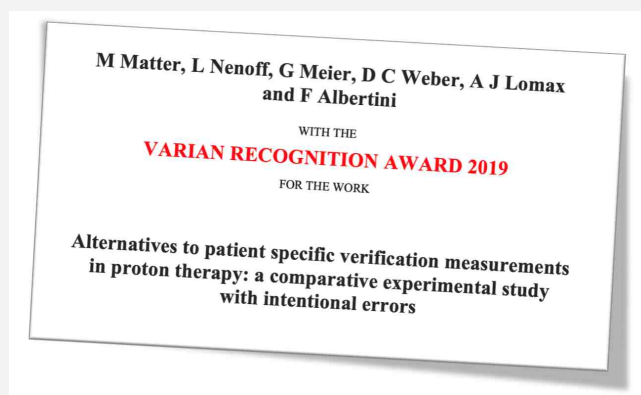 M Matter, L Nenoff, G Meier, D C Weber, A J Lomax
and F Albertini
WITH THE
VARIAN RECOGNITION AWARD 2019
FOR THE WORK
Alternatives to patient specific verification measurements
in proton therapy: a comparative experimental study
with intentional errors